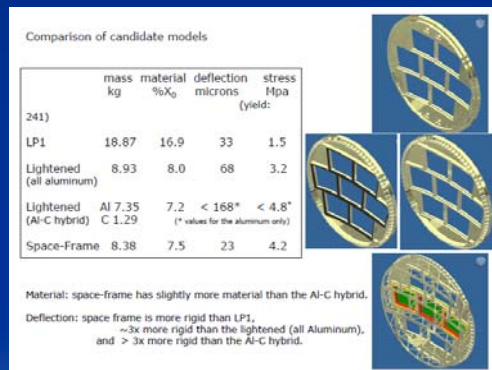 Comparison of candidate models
mass material deflection stress
kg %X₀ microns Mpa
(yield:
241)
LP1 18.87 16.9 33 1.5
Lightened 8.93 8.0 68 3.2
(all aluminum)
Lightened Al 7.35 7.2 < 168* < 4.8*
(Al-C hybrid) C 1.29 (* values for the aluminum only)
Space-Frame 8.38 7.5 23 4.2
Material: space-frame has slightly more material than the Al-C hybrid.
Deflection: space frame is more rigid than LP1,
~3x more rigid than the lightened (all Aluminum),
and > 3x more rigid than the Al-C hybrid.